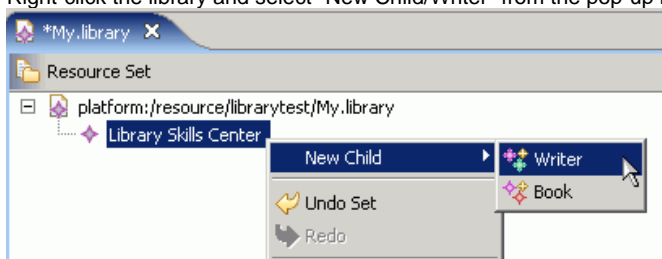 Right-click the library and select "New Child/Writer" from the pop-up
*My.library
Resource Set
platform:/resource/librarytest/My.library
Library Skills Center
New Child
Writer
Book
Undo Set
Redo